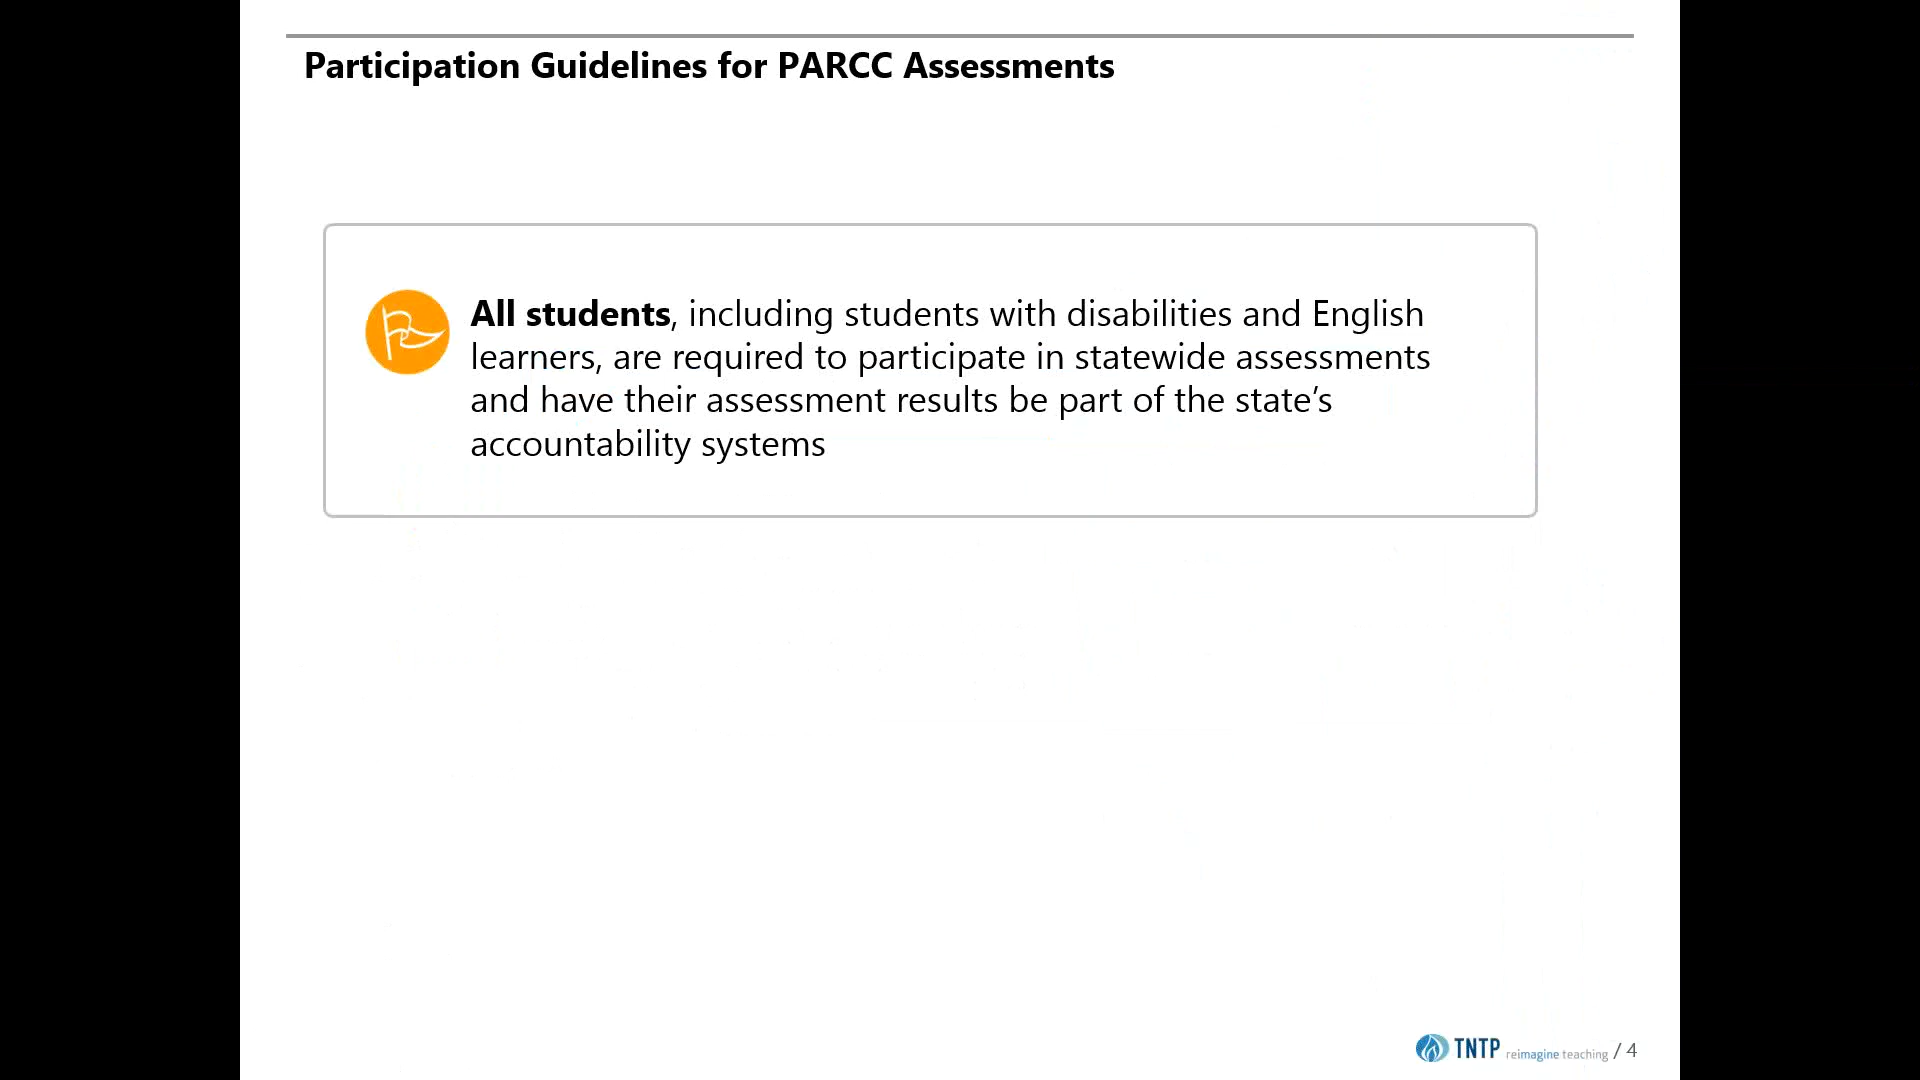 Participation Guidelines for PARCC Assessments
All students, including students with disabilities and English
learners, are required to participate in statewide assessments
and have their assessment results be part of the state’s
accountability systems
TNTP reimagine teaching / 4